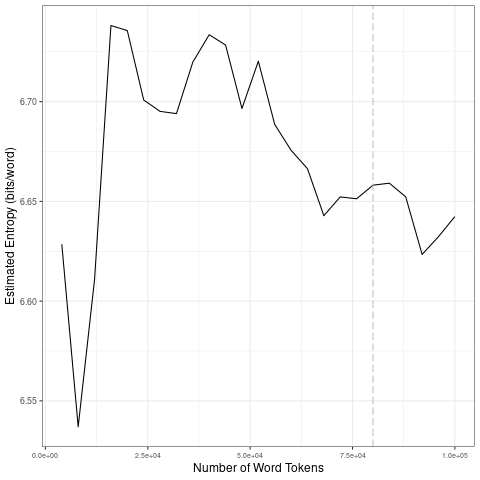 Estimated Entropy (bits/word)
6.70
6.65
6.60
6.55
0.0e+00 2.5e+04 5.0e+04 7.5e+04 1.0e+05
Number of Word Tokens